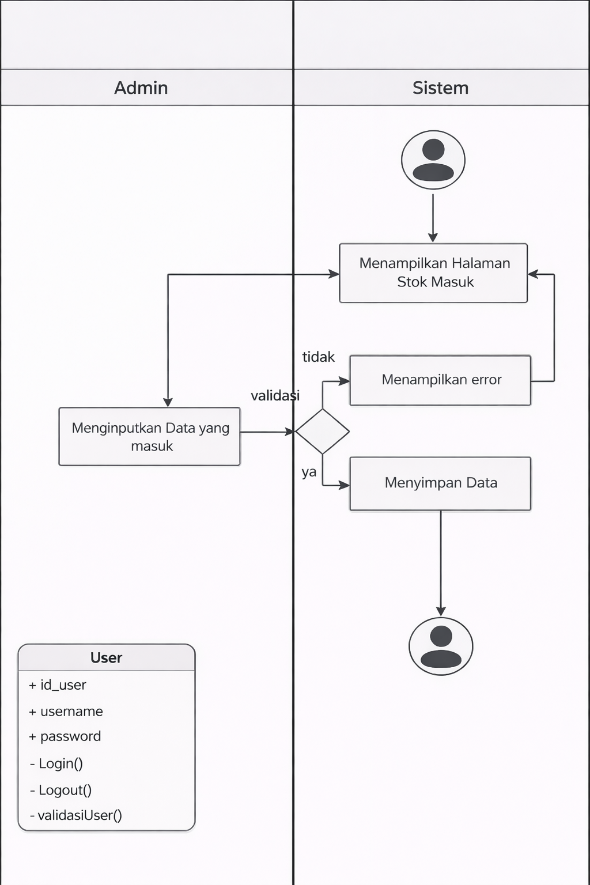 Admin
Sistem
Menampilkan Halaman
Stok Masuk
tidak
Menampilkan error
validasi
Menginputkan Data yang
masuk
ya
Menyimpan Data
User
+ id_user
+ usemame
+ password
- Login()
- Logout()
- validasiUser()